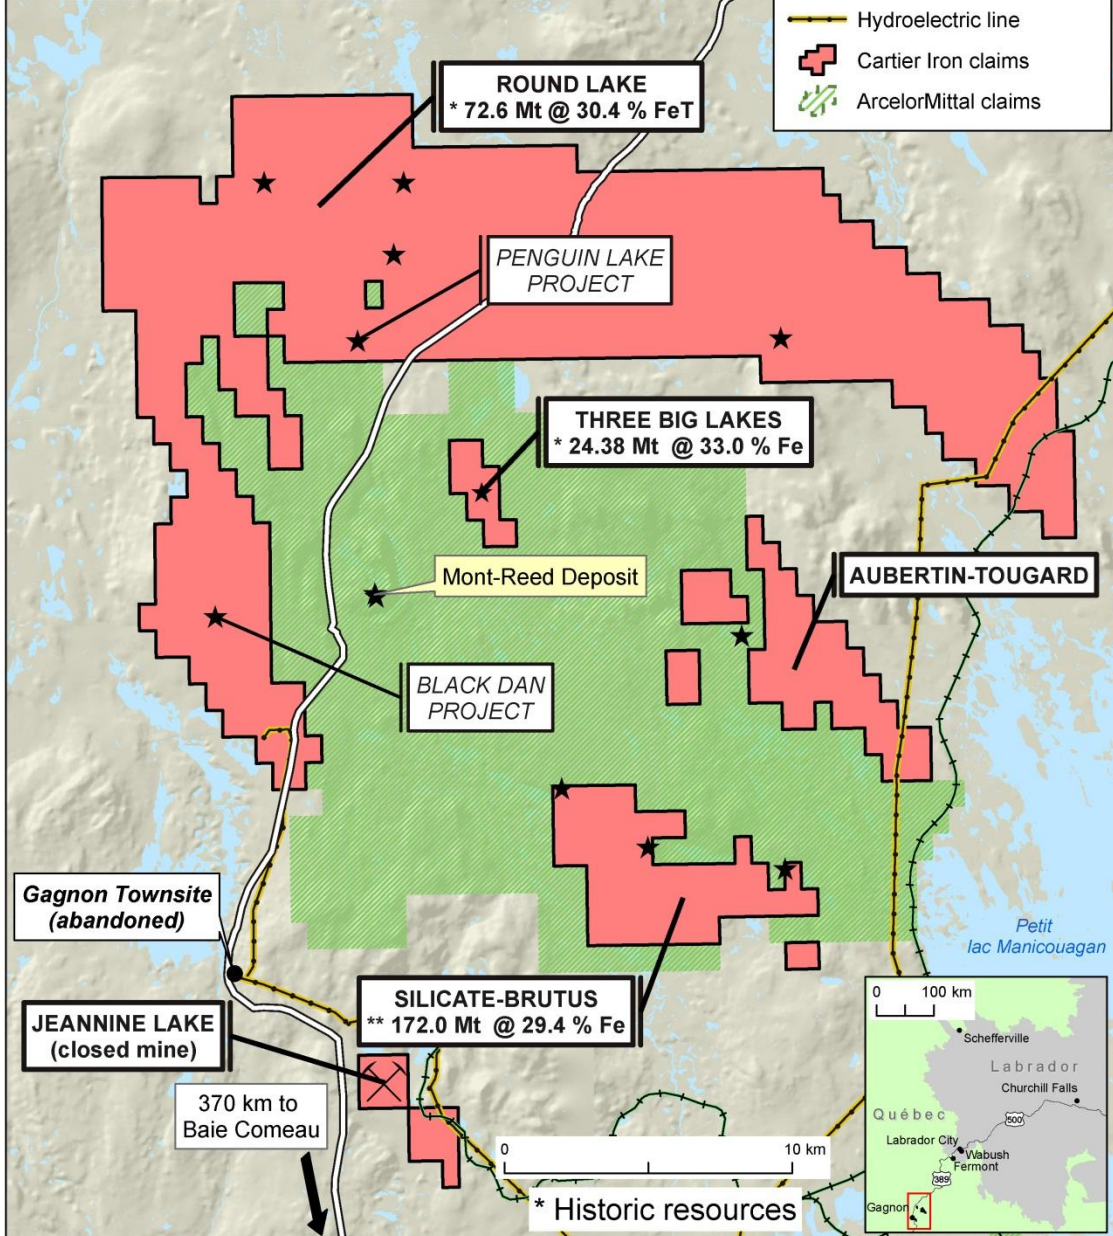 Hydroelectric line
Cartier Iron claims
ArcelorMittal claims
ROUND LAKE
* 72.6 Mt @ 30.4 % FeT
PENGUIN LAKE
PROJECT
THREE BIG LAKES
* 24.38 Mt @ 33.0 % Fe
Mont-Reed Deposit
AUBERTIN-TOUGARD
BLACK DAN
PROJECT
Gagnon Townsite
(abandoned)
Petit
lac Manicouagan
SILICATE-BRUTUS
** 172.0 Mt @ 29.4 % Fe
JEANNINE LAKE
(closed mine)
370 km to
Baie Comeau
0 10 km
* Historic resources
0 100 km
Schefferville
Labrador
Churchill Falls
Québec
500
Labrador City
Wabush
Fermont
389
Gagnon